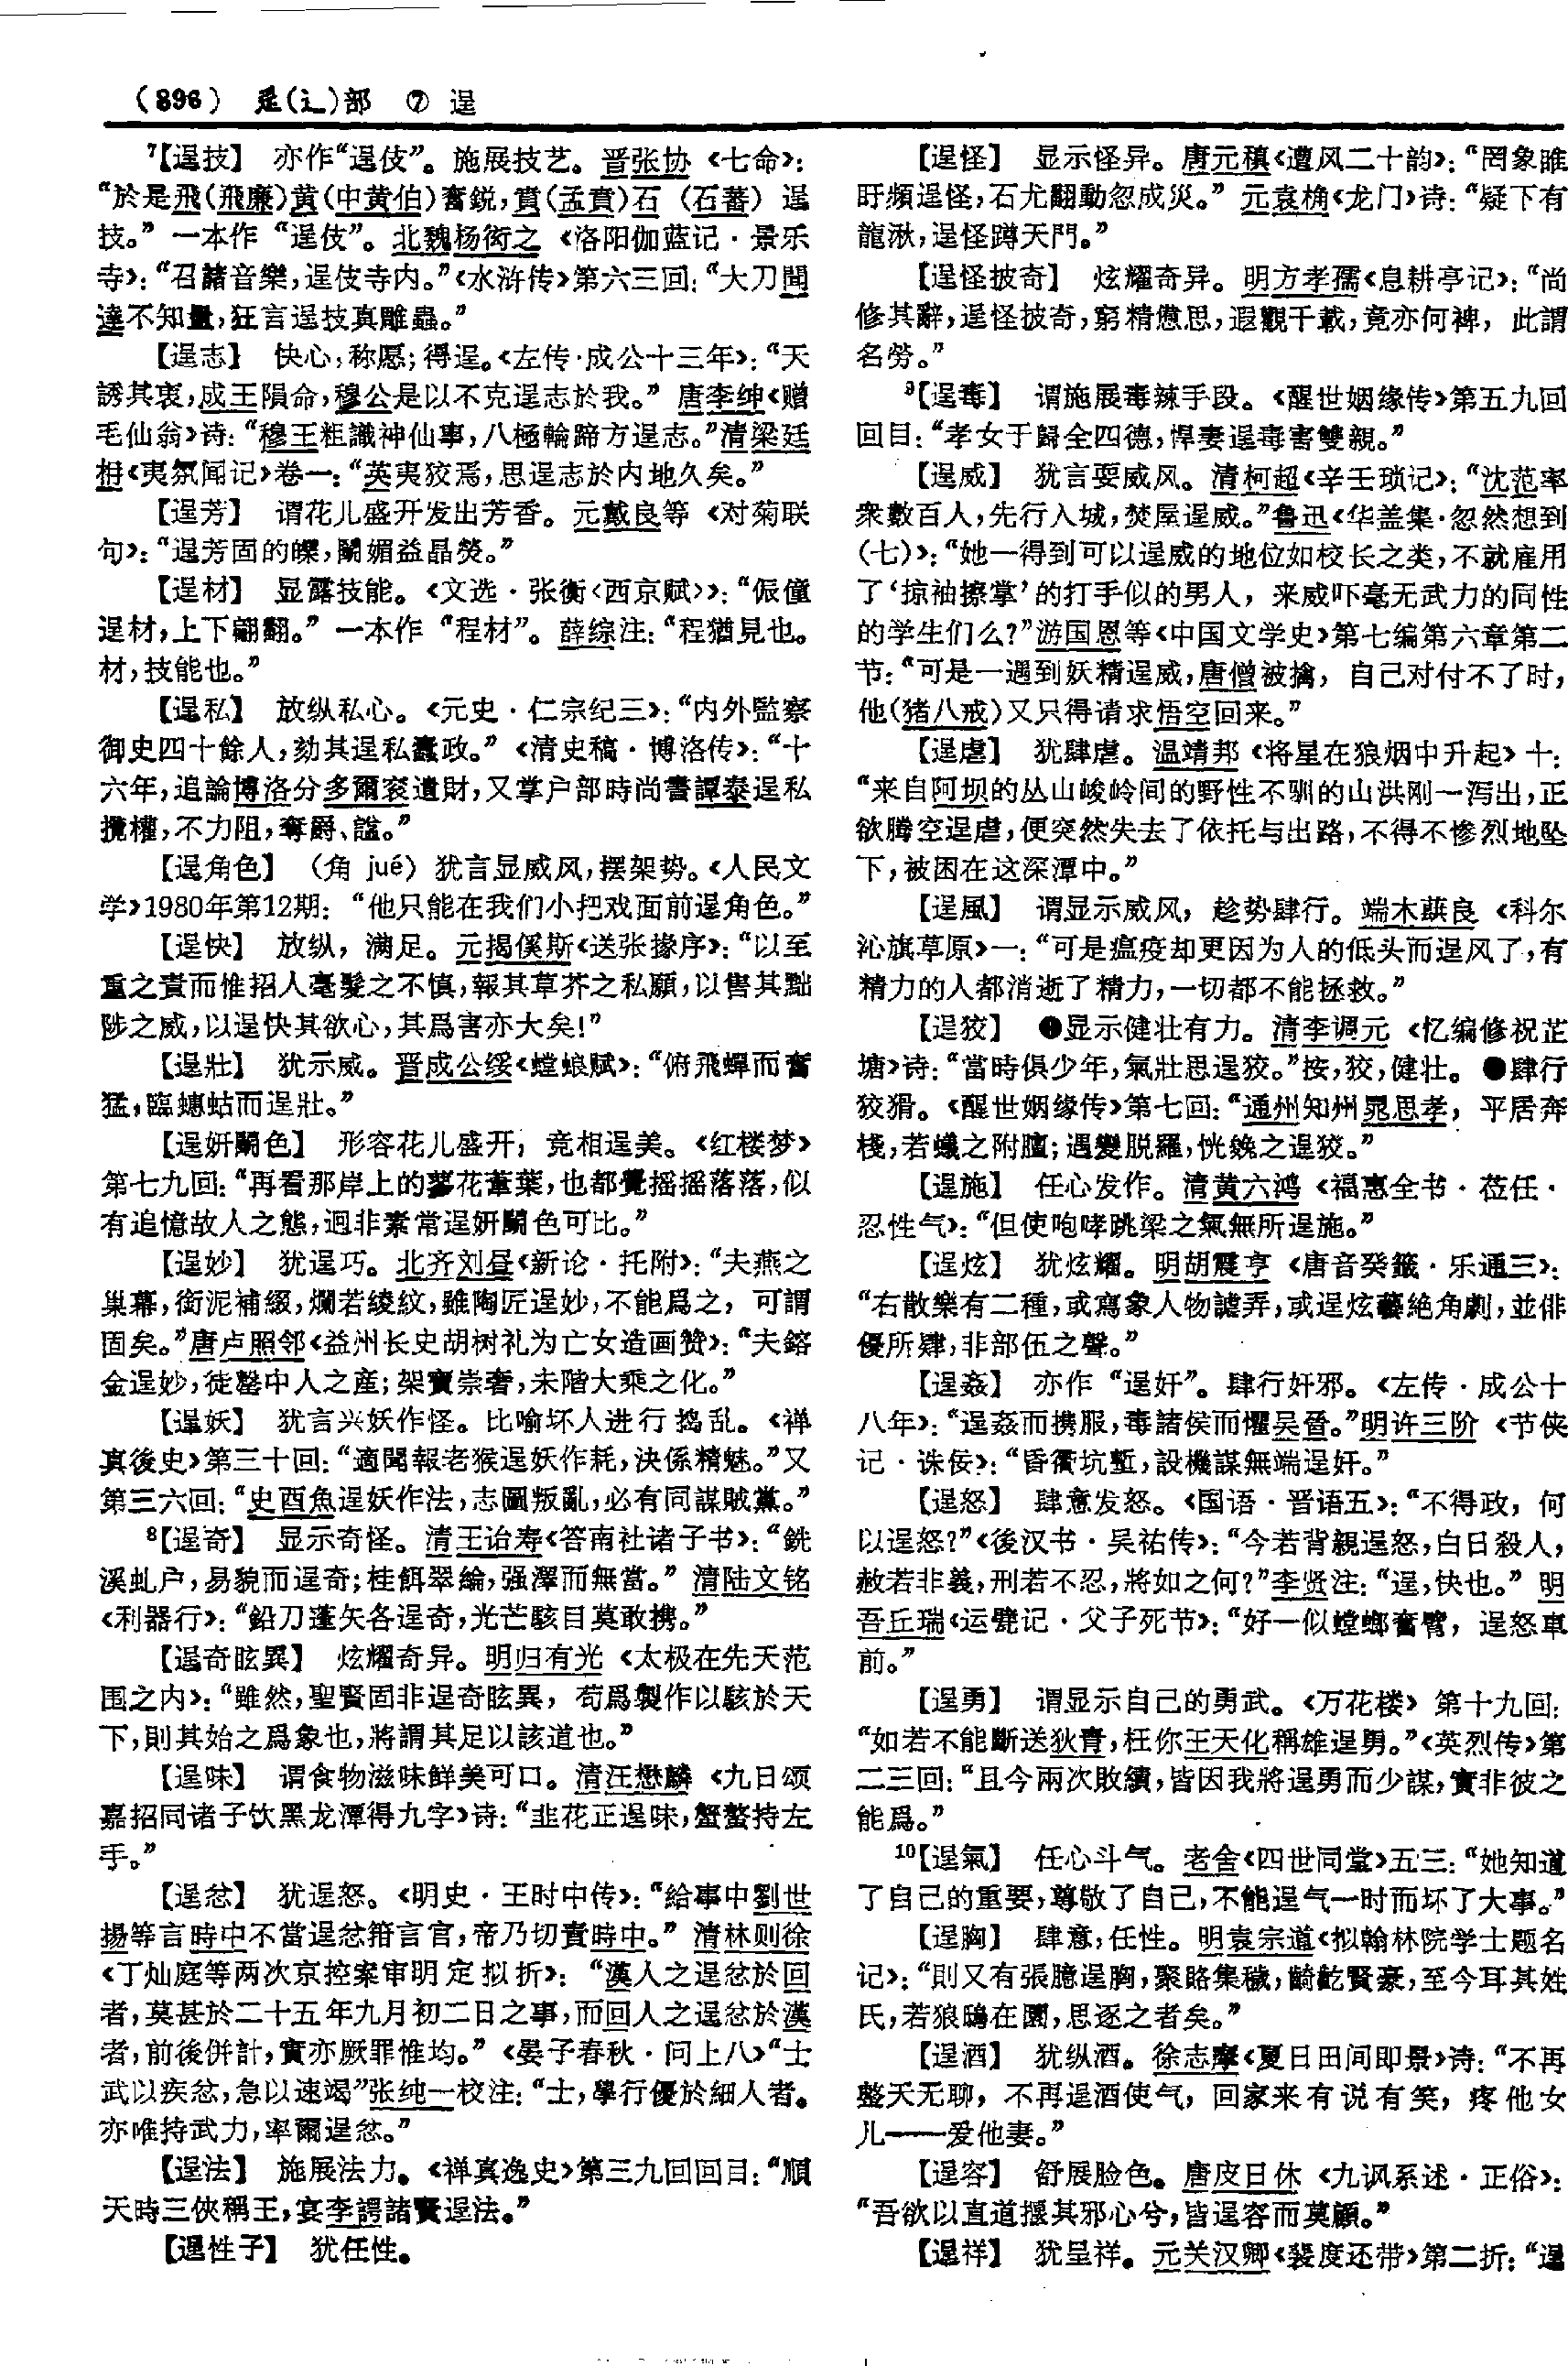 （896） 辵(辶)部 ⑦ 逞
7【逞技】 亦作“逞伎”。施展技艺。晋张协《七命》：
“於是飛(飛廉)黄(中黄伯)奮鋭，賁(孟賁)石（石蕃）逞
技。”一本作“逞伎”。北魏杨衒之《洛阳伽蓝记·景乐
寺》：“召諸音樂，逞伎寺内。”《水浒传》第六三回：“大刀聞
達不知量，狂言逞技真雕蟲。”
【逞志】 快心，称愿；得逞。《左传·成公十三年》：“天
誘其衷，成王隕命，穆公是以不克逞志於我。”唐李绅《赠
毛仙翁》诗：“穆王粗識神仙事，八極輪蹄方逞志。”清梁廷
枏《夷氛闻记》卷一：“英夷狡焉，思逞志於内地久矣。”
【逞芳】 谓花儿盛开发出芳香。元戴良等《对菊联
句》：“逞芳固的皪，鬭媚益晶熒。”
【逞材】 显露技能。《文选·张衡〈西京赋〉》：“侲僮
逞材，上下翩翻。”一本作“程材”。薛综注：“程猶見也。
材，技能也。”
【逞私】 放纵私心。《元史·仁宗纪三》：“内外監察
御史四十餘人，劾其逞私蠹政。”《清史稿·博洛传》：“十
六年，追論博洛分多爾衮遺財，又掌户部時尚書譚泰逞私
攬權，不力阻，奪爵、謚。”
【逞角色】 （角 jué）犹言显威风，摆架势。《人民文
学》1980年第12期：“他只能在我们小把戏面前逞角色。”
【逞快】 放纵，满足。元揭傒斯《送张掾序》：“以至
重之責而惟招人毫髮之不慎，報其草芥之私願，以售其黜
陟之威，以逞快其欲心，其爲害亦大矣！”
【逞壯】 犹示威。晋成公绥《螳蜋赋》：“俯飛蟬而奮
猛，臨蟪蛄而逞壯。”
【逞妍鬭色】 形容花儿盛开，竞相逞美。《红楼梦》
第七九回：“再看那岸上的蓼花葦葉，也都覺摇摇落落，似
有追憶故人之態，迥非素常逞妍鬭色可比。”
【逞妙】 犹逞巧。北齐刘昼《新论·托附》：“夫燕之
巢幕，銜泥補缀，爛若綾紋，雖陶匠逞妙，不能爲之，可謂
固矣。”唐卢照邻《益州长史胡树礼为亡女造画赞》：“夫鎔
金逞妙，徒罄中人之産；架寶崇奢，未階大乘之化。”
【逞妖】 犹言兴妖作怪。比喻坏人进行捣乱。《禅
真後史》第三十回：“適聞報老猴逞妖作耗，决係精魅。”又
第三六回：“史酉魚逞妖作法，志圖叛亂，必有同謀賊黨。”
8【逞奇】 显示奇怪。清王诒寿《答南社诸子书》：“銚
溪虬户，易貌而逞奇；桂餌翠綸，强澤而無當。”清陆文铭
《利器行》：“鉛刀蓬矢各逞奇，光芒駭目莫敢携。”
【逞奇眩異】 炫耀奇异。明归有光《太极在先天范
围之内》：“雖然，聖賢固非逞奇眩異，苟爲製作以駭於天
下，則其始之爲象也，將謂其足以該道也。”
【逞味】 谓食物滋味鲜美可口。清汪懋麟《九日颂
嘉招同诸子饮黑龙潭得九字》诗：“韭花正逞味，蟹螯持左
手。”
【逞忿】 犹逞怒。《明史·王时中传》：“給事中劉世
揚等言時中不當逞忿箝言官，帝乃切責時中。”清林则徐
《丁灿庭等两次京控案审明定拟折》：“漢人之逞忿於回
者，莫甚於二十五年九月初二日之事，而回人之逞忿於漢
者，前後併計，實亦厥罪惟均。”《晏子春秋·问上八》“士
武以疾忿，急以速竭”张纯一校注：“士，學行優於細人者。
亦唯持武力，率爾逞忿。”
【逞法】 施展法力。《禅真逸史》第三九回回目：“順
天時三俠稱王，宴李諤諸賢逞法。”
【逞性子】 犹任性。
【逞怪】 显示怪异。唐元稹《遭风二十韵》：“罔象睢
盱頻逞怪，石尤翻動忽成災。”元袁桷《龙门》诗：“疑下有
龍湫，逞怪蹲天門。”
【逞怪披奇】 炫耀奇异。明方孝孺《息耕亭记》：“尚
修其辭，逞怪披奇，窮精憊思，遐觀千載，竟亦何裨，此謂
名勞。”
9【逞毒】 谓施展毒辣手段。《醒世姻缘传》第五九回
回目：“孝女于歸全四德，悍妻逞毒害雙親。”
【逞威】 犹言耍威风。清柯超《辛壬琐记》：“沈范率
衆數百人，先行入城，焚屋逞威。”鲁迅《华盖集·忽然想到
（七）》：“她一得到可以逞威的地位如校长之类，不就雇用
了‘掠袖擦掌’的打手似的男人，来威吓毫无武力的同性
的学生们么？”游国恩等《中国文学史》第七编第六章第二
节：“可是一遇到妖精逞威，唐僧被擒，自己对付不了时，
他(猪八戒)又只得请求悟空回来。”
【逞虐】 犹肆虐。温靖邦《将星在狼烟中升起》十：
“来自阿坝的丛山峻岭间的野性不驯的山洪刚一泻出，正
欲腾空逞虐，便突然失去了依托与出路，不得不惨烈地坠
下，被困在这深潭中。”
【逞風】 谓显示威风，趁势肆行。端木蕻良《科尔
沁旗草原》一：“可是瘟疫却更因为人的低头而逞风了，有
精力的人都消逝了精力，一切都不能拯救。”
【逞狡】 ●显示健壮有力。清李调元《忆编修祝芷
塘》诗：“當時俱少年，氣壯思逞狡。”按，狡，健壮。●肆行
狡猾。《醒世姻缘传》第七回：“通州知州晁思孝，平居奔
棧，若蟻之附膻；遇變脱羅，恍㕙之逞狡。”
【逞施】 任心发作。清黄六鸿《福惠全书·莅任·
忍性气》：“但使咆哮跳梁之氣無所逞施。”
【逞炫】 犹炫耀。明胡震亨《唐音癸籤·乐通三》：
“右散樂有二種，或寫象人物謔弄，或逞炫藝絶角劇，並俳
優所肄，非部伍之聲。”
【逞姦】 亦作“逞奸”。肆行奸邪。《左传·成公十
八年》：“逞姦而携服，毒諸侯而懼吴晉。”明许三阶《节侠
记·诛佞》：“昏衢坑塹，設機謀無端逞奸。”
【逞怒】 肆意发怒。《国语·晋语五》：“不得政，何
以逞怒？”《後汉书·吴祐传》：“今若背親逞怒，白日殺人，
赦若非義，刑若不忍，將如之何？”李贤注：“逞，快也。”明
吾丘瑞《运甓记·父子死节》：“好一似螳螂奮臂，逞怒車
前。”
【逞勇】 谓显示自己的勇武。《万花楼》第十九回：
“如若不能斷送狄青，枉你王天化稱雄逞勇。”《英烈传》第
二三回：“且今兩次敗績，皆因我將逞勇而少謀，實非彼之
能爲。”
10【逞氣】 任心斗气。老舍《四世同堂》五三：“她知道
了自己的重要，尊敬了自己，不能逞气一时而坏了大事。”
【逞胸】 肆意，任性。明袁宗道《拟翰林院学士题名
记》：“則又有張臆逞胸，聚賂集穢，齮齕賢豪，至今耳其姓
氏，若狼鴟在圜，思逐之者矣。”
【逞酒】 犹纵酒。徐志摩《夏日田间即景》诗：“不再
整天无聊，不再逞酒使气，回家来有说有笑，疼他女
儿——爱他妻。”
【逞容】 舒展脸色。唐皮日休《九讽系述·正俗》：
“吾欲以直道揠其邪心兮，皆逞容而莫顧。”
【逞祥】 犹呈祥。元关汉卿《裴度还带》第二折：“逞